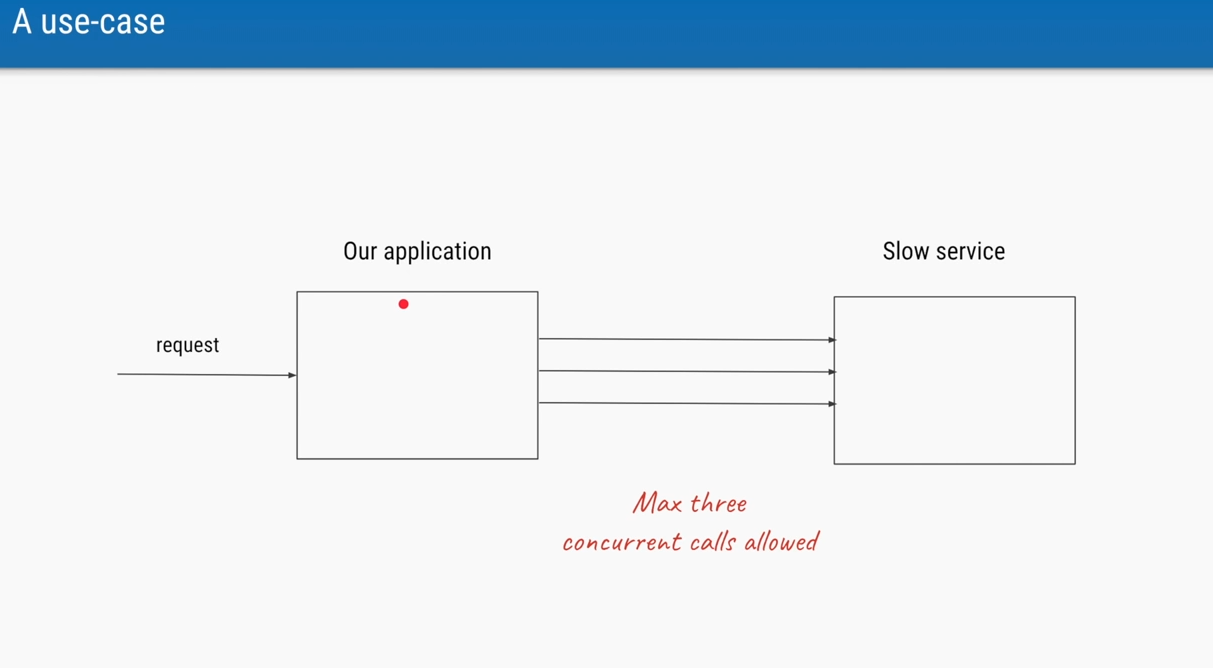 A use-case
Our application
Slow service
request
Max three
concurrent calls allowed